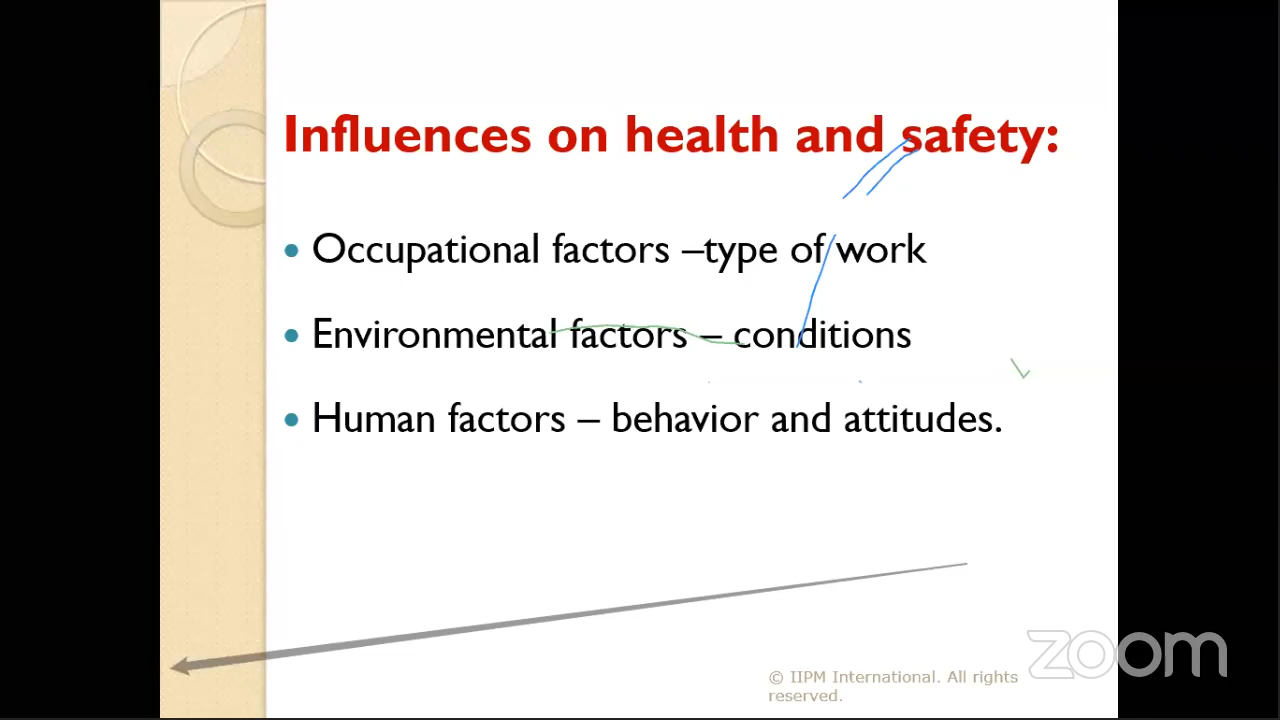 Influences on health and safety:
Occupational factors –type of work
Environmental factors – conditions
Human factors – behavior and attitudes.
zoom
© IIPM International. All rights
reserved.